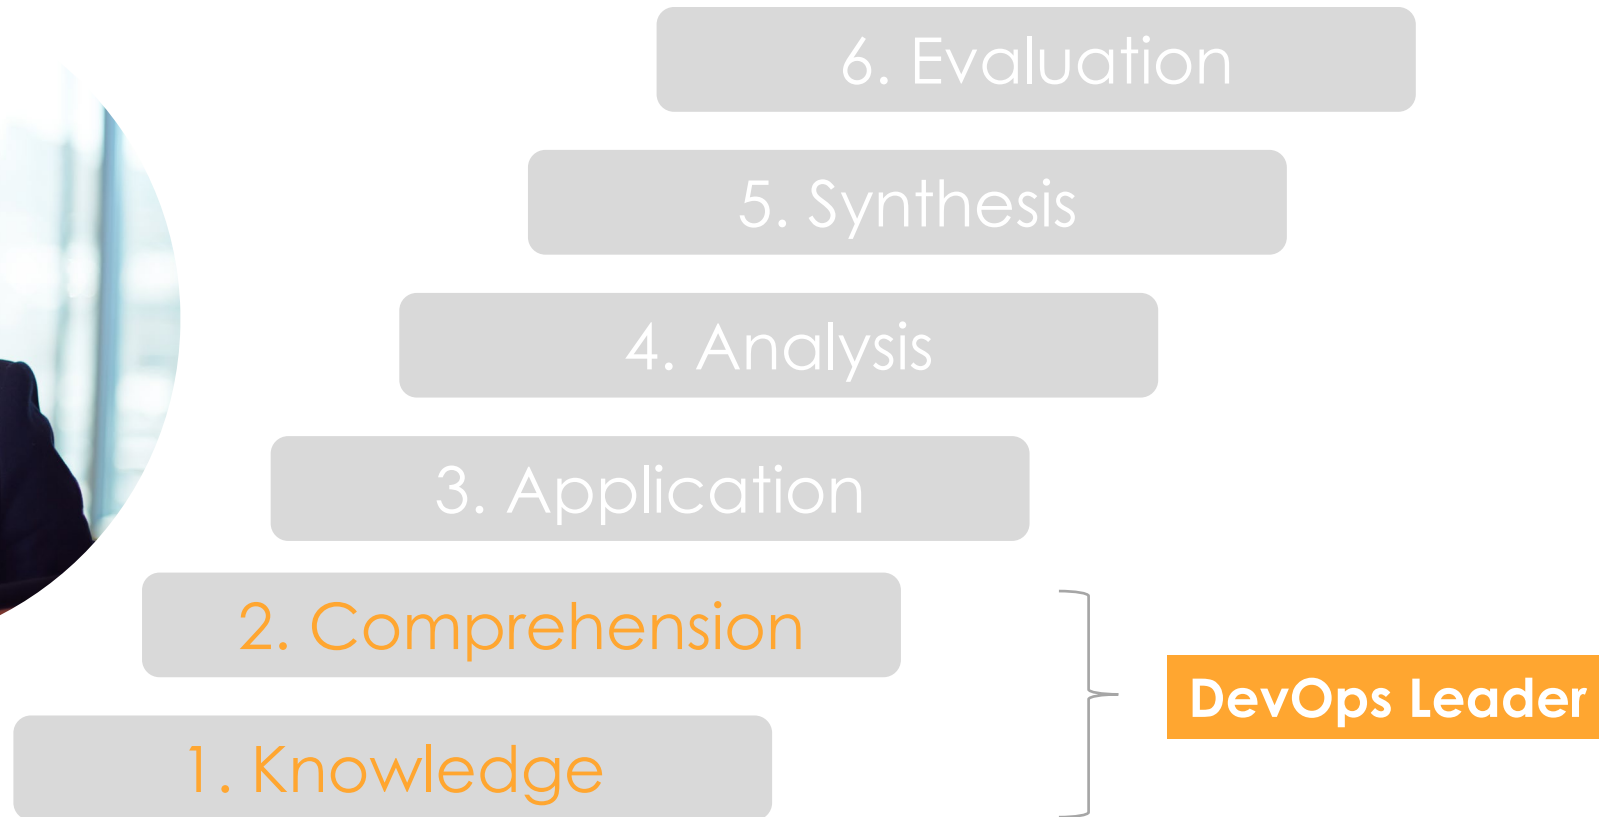 6. Evaluation
5. Synthesis
4. Analysis
3. Application
2. Comprehension
DevOps Leader
1. Knowledge